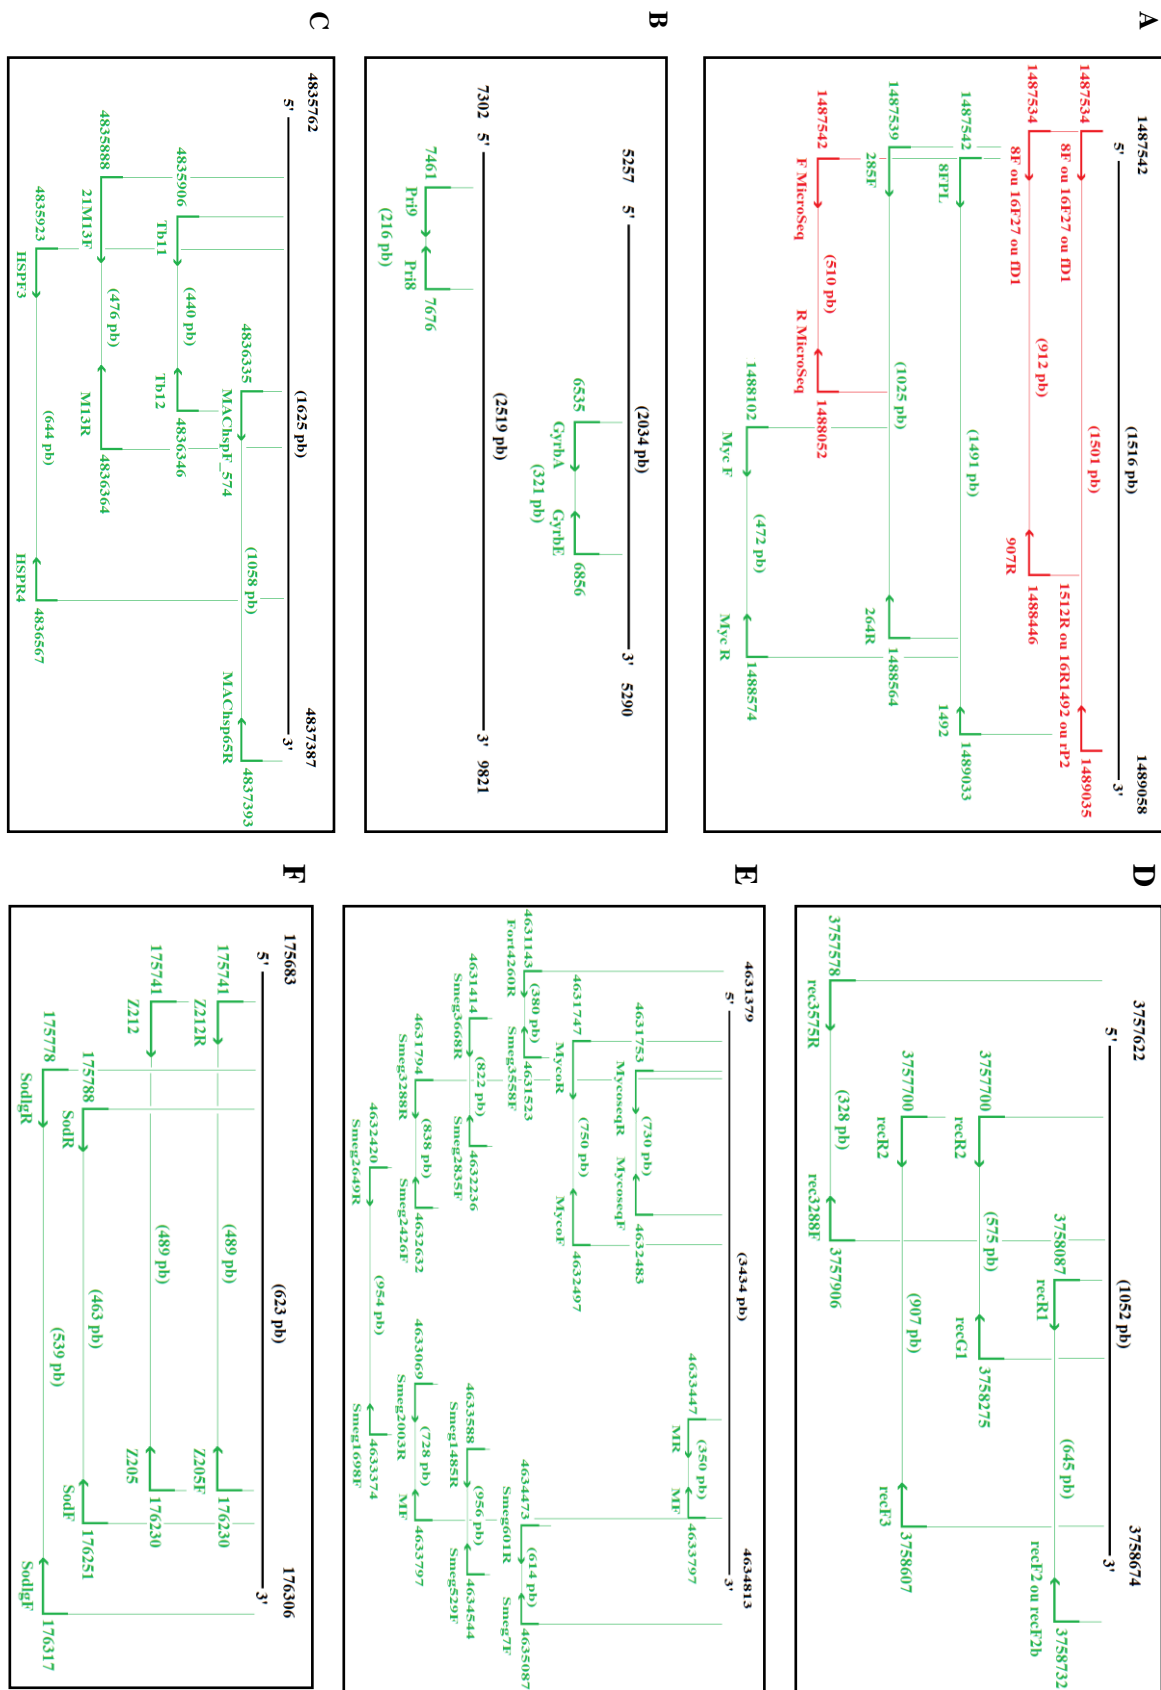 A
1487542 1489058
5' (1516 pb) 3'
1487534 1489035
8F ou 16F27 ou fD1 (1501 pb) 1512R ou 16R1492 ou rP2
1487534 1488446
8F ou 16F27 ou fD1 (912 pb) 907R
1487542 (1491 pb) 1489033
8FPL 1492
1487539 (1025 pb) 1488564
285F 264R
1487542 (510 pb) 1488052
F MicroSeq R MicroSeq
1488102 (472 pb) 1488574
Myc F Myc R
B
5257 5' (2034 pb) 3' 5290
6535 6856
GyrbA GyrbE
(321 pb)
7302 5' (2519 pb) 3' 9821
7461 7676
Pri9 Pri8
(216 pb)
C
4835762 4837387
5' (1625 pb) 3'
4836335 (1058 pb) 4837393
MAChspF_574 MAChsp65R
4835906 (440 pb) 4836346
Tb11 Tb12
4835888 (476 pb) 4836364
21M13F M13R
4835923 (644 pb) 4836567
HSPF3 HSPR4
D
3757622 3758674
5' (1052 pb) 3'
3758087 (645 pb) 3758732
recR1 recF2 ou recF2b
3757700 (575 pb) 3758275
recR2 recG1
3757700 (907 pb) 3758607
recR2 recF3
3757578 (328 pb) 3757906
rec3575R rec3288F
E
4631379 4634813
5' (3434 pb) 3'
4633447 (350 pb) 4633797
MR MF
4631753 (730 pb) 4632483
MycoseqR MycoseqF
4631747 (750 pb) 4632497
MycoR MycoF
4631143 (380 pb) 4631523
Fort4260R Smeg3558F
4634473 (614 pb) 4635087
Smeg601R Smeg7F
4631414 (822 pb) 4632236
Smeg3668R Smeg2835F
4633588 (956 pb) 4634544
Smeg1485R Smeg529F
4631794 (838 pb) 4632632
Smeg3288R Smeg2426F
4633069 (728 pb) 4633797
Smeg2003R MF
4632420 (954 pb) 4633374
Smeg2649R Smeg1698F
F
175683 176306
5' (623 pb) 3'
175741 (489 pb) 176230
Z212R Z205F
175741 (489 pb) 176230
Z212 Z205
175788 (463 pb) 176251
SodR SodF
175778 (539 pb) 176317
SodlgR SodlgF